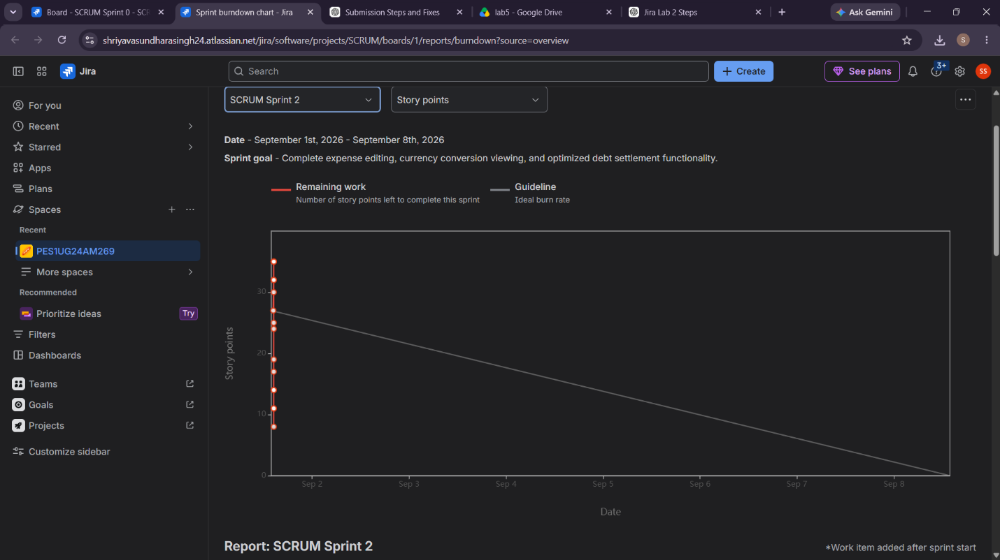 Board - SCRUM Sprint 0 - SCR
Sprint burndown chart - Jira
Submission Steps and Fixes
lab5 - Google Drive
Jira Lab 2 Steps
Ask Gemini
shriyavasundharasingh24.atlassian.net/jira/software/projects/SCRUM/boards/1/reports/burndown?source=overview
S
Jira
Search
Create
See plans
3+
SS
For you
Recent
Starred
Apps
Plans
Spaces
Recent
PES1UG24AM269
More spaces
Recommended
Prioritize ideas
Try
Filters
Dashboards
Teams
Goals
Projects
Customize sidebar
SCRUM Sprint 2
Story points
Date - September 1st, 2026 - September 8th, 2026
Sprint goal - Complete expense editing, currency conversion viewing, and optimized debt settlement functionality.
Remaining work
Number of story points left to complete this sprint
Guideline
Ideal burn rate
Story points
30
20
10
0
Sep 2
Sep 3
Sep 4
Sep 5
Sep 6
Sep 7
Sep 8
Date
Report: SCRUM Sprint 2
*Work item added after sprint start